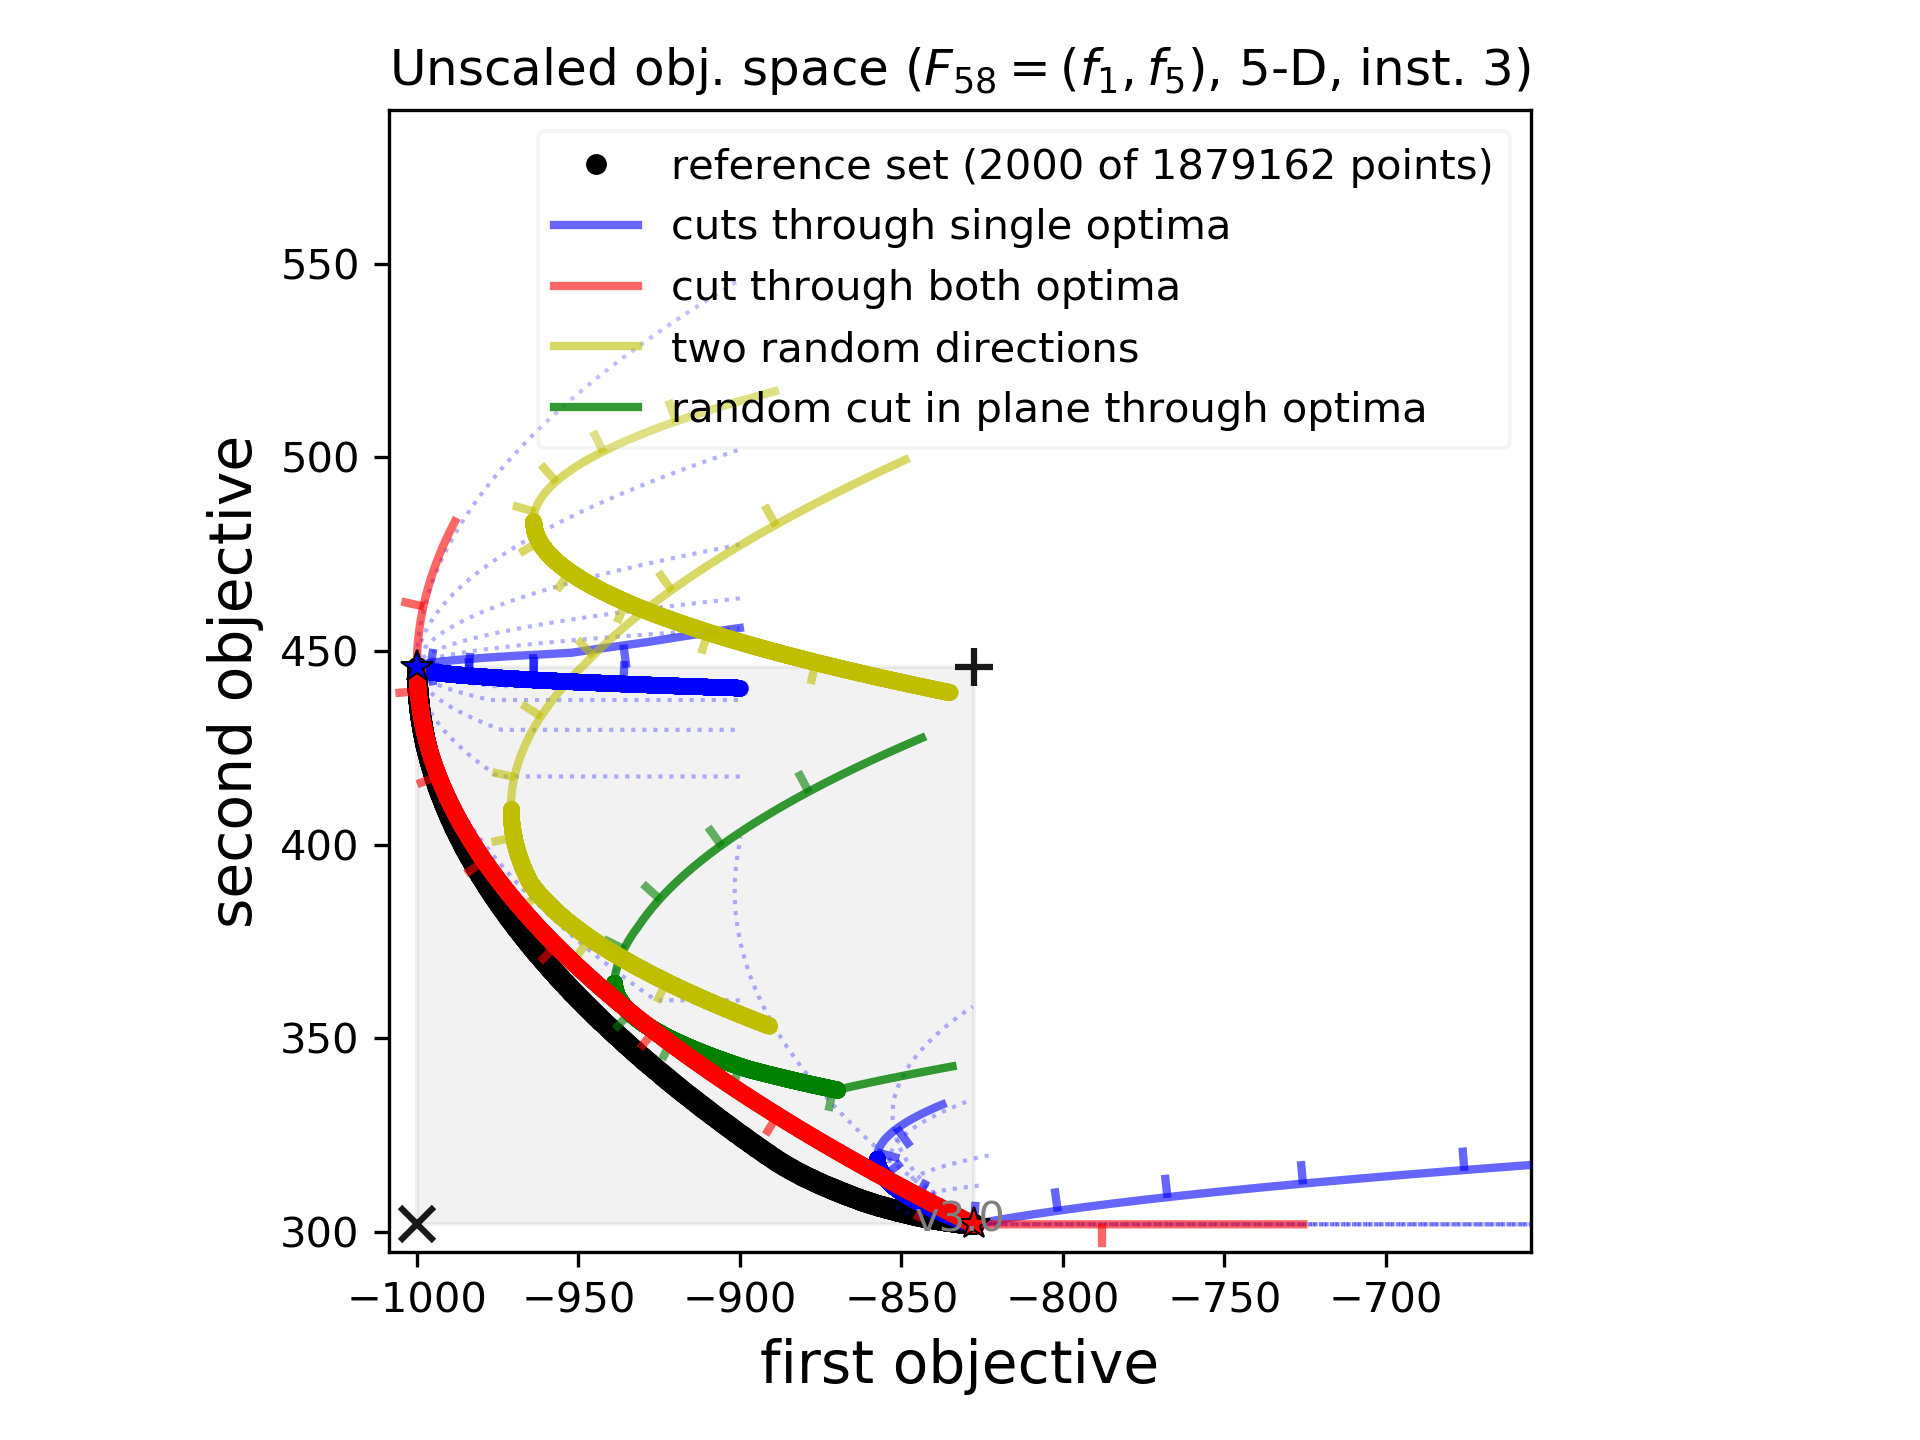 Unscaled obj. space (F58 = (f1, f5), 5-D, inst. 3)
reference set (2000 of 1879162 points)
cuts through single optima
cut through both optima
two random directions
random cut in plane through optima
550
500
450
400
350
300
second objective
v3.0
−1000 −950 −900 −850 −800 −750 −700
first objective